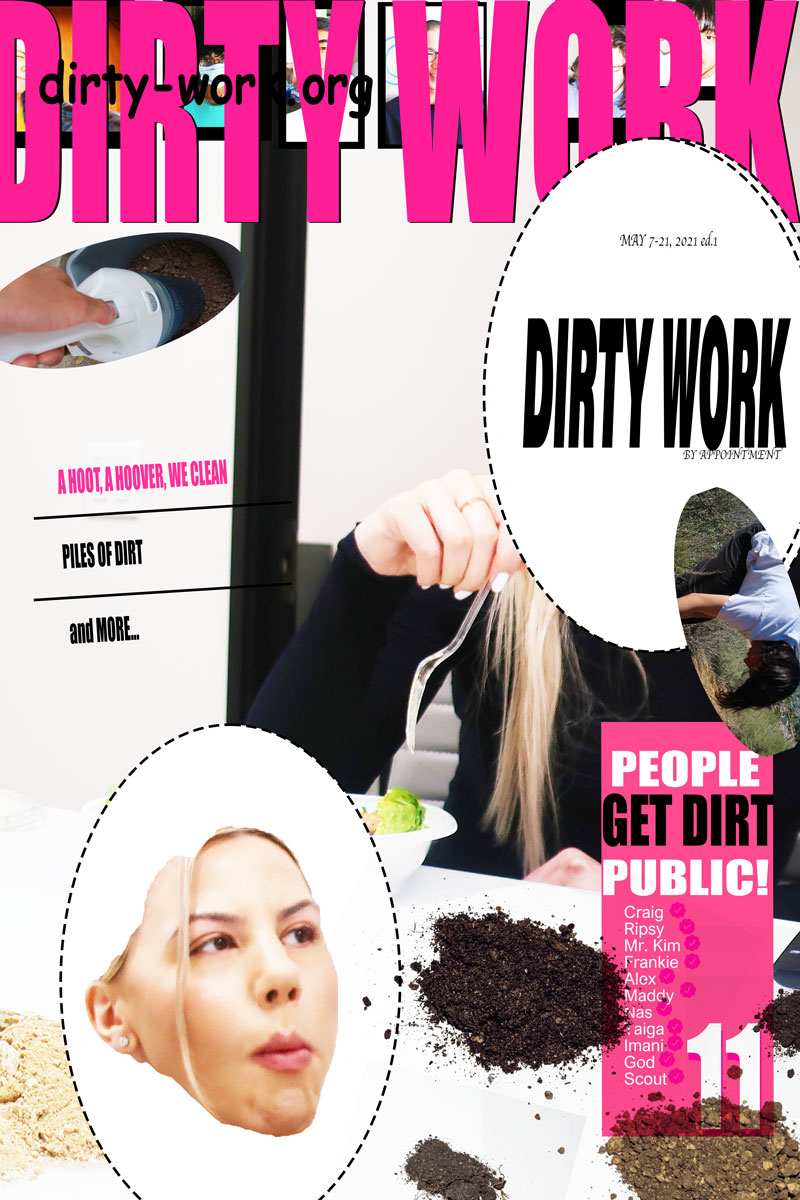 DIRTY WORK
dirty-work.org
MAY 7-21, 2021 ed.1
DIRTY WORK
BY APPOINTMENT
A HOOT, A HOOVER, WE CLEAN
PILES OF DIRT
and MORE...
PEOPLE
GET DIRT
PUBLIC!
Craig
Ripsy
Mr. Kim
Frankie
Alex
Maddy
Nas
Taiga
Imani
God
Scout
11